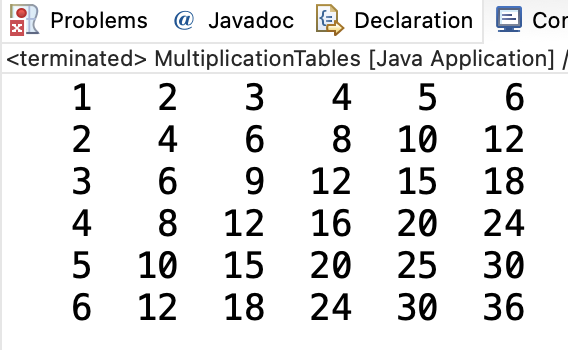 Problems @ Javadoc Declaration Con
<terminated> MultiplicationTables [Java Application] /
1 2 3 4 5 6
2 4 6 8 10 12
3 6 9 12 15 18
4 8 12 16 20 24
5 10 15 20 25 30
6 12 18 24 30 36